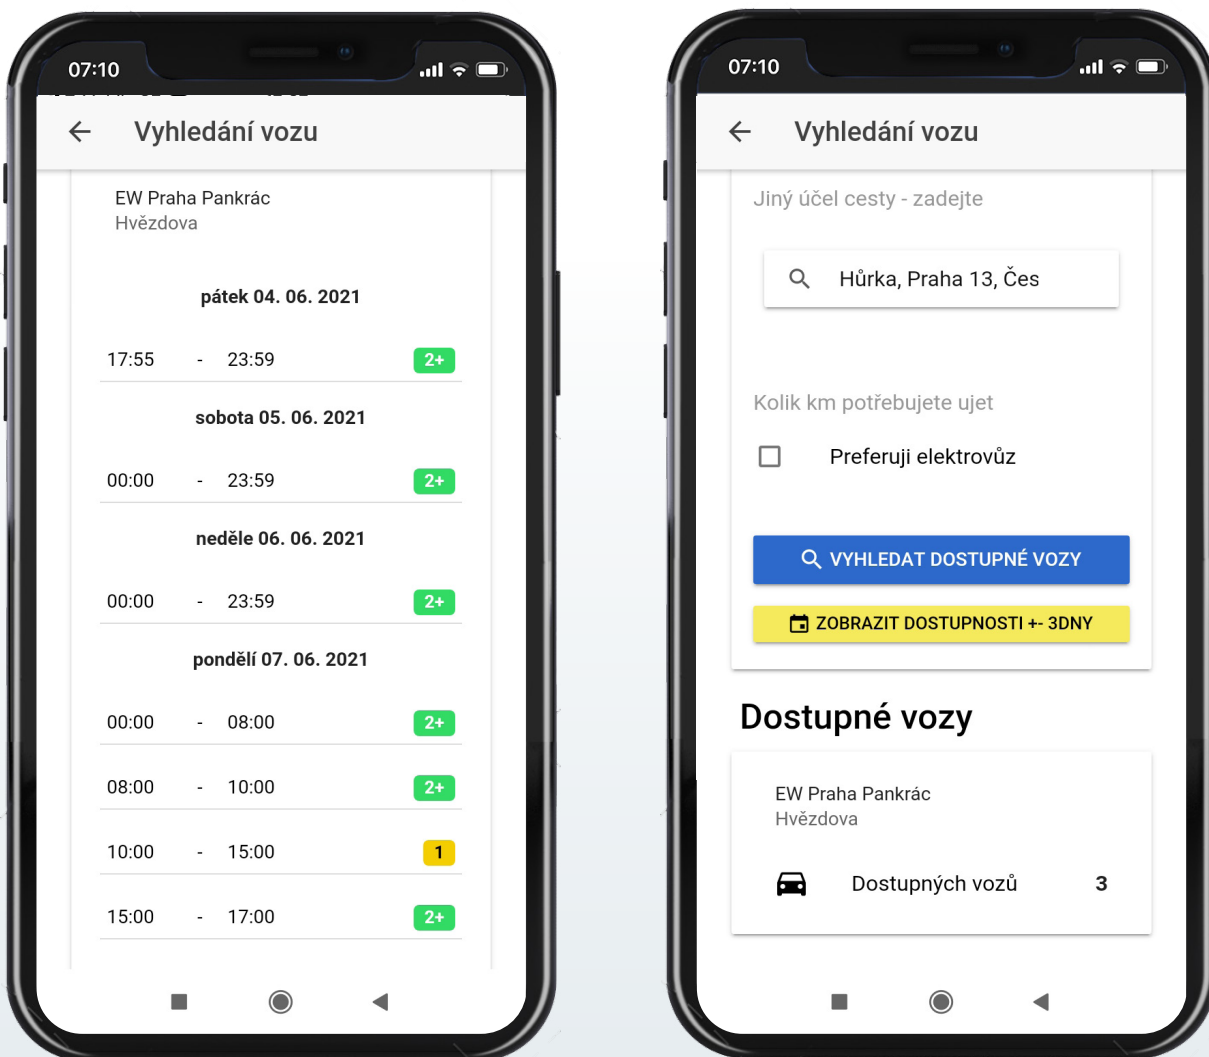 07:10
Vyhledání vozu
EW Praha Pankrác
Hvězdova
pátek 04. 06. 2021
17:55 - 23:59 2+
sobota 05. 06. 2021
00:00 - 23:59 2+
neděle 06. 06. 2021
00:00 - 23:59 2+
pondělí 07. 06. 2021
00:00 - 08:00 2+
08:00 - 10:00 2+
10:00 - 15:00 1
15:00 - 17:00 2+
07:10
Vyhledání vozu
Jiný účel cesty - zadejte
Hůrka, Praha 13, Čes
Kolik km potřebujete ujet
Preferuji elektrovůz
VYHLEDAT DOSTUPNÉ VOZY
ZOBRAZIT DOSTUPNOSTI +- 3DNY
Dostupné vozy
EW Praha Pankrác
Hvězdova
Dostupných vozů 3